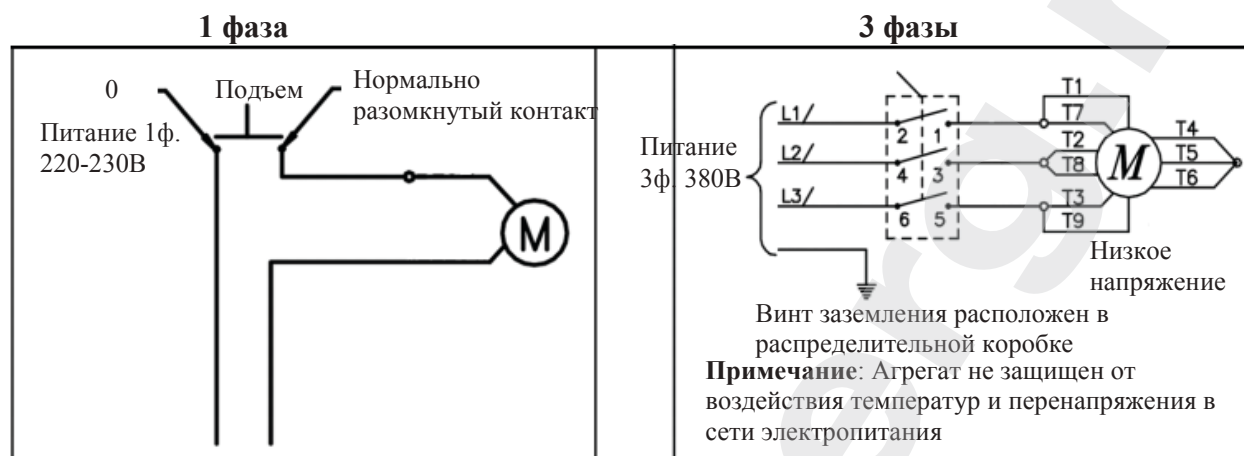 1 фаза
0
Подъем
Нормально
разомкнутый контакт
Питание 1ф.
220-230В
M
3 фазы
Питание
3ф. 380В
L1/
L2/
L3/
2 1
4 3
6 5
T1
T7
T2
T8
T3
T9
M
T4
T5
T6
Низкое
напряжение
Винт заземления расположен в
распределительной коробке
Примечание: Агрегат не защищен от
воздействия температур и перенапряжения в
сети электропитания